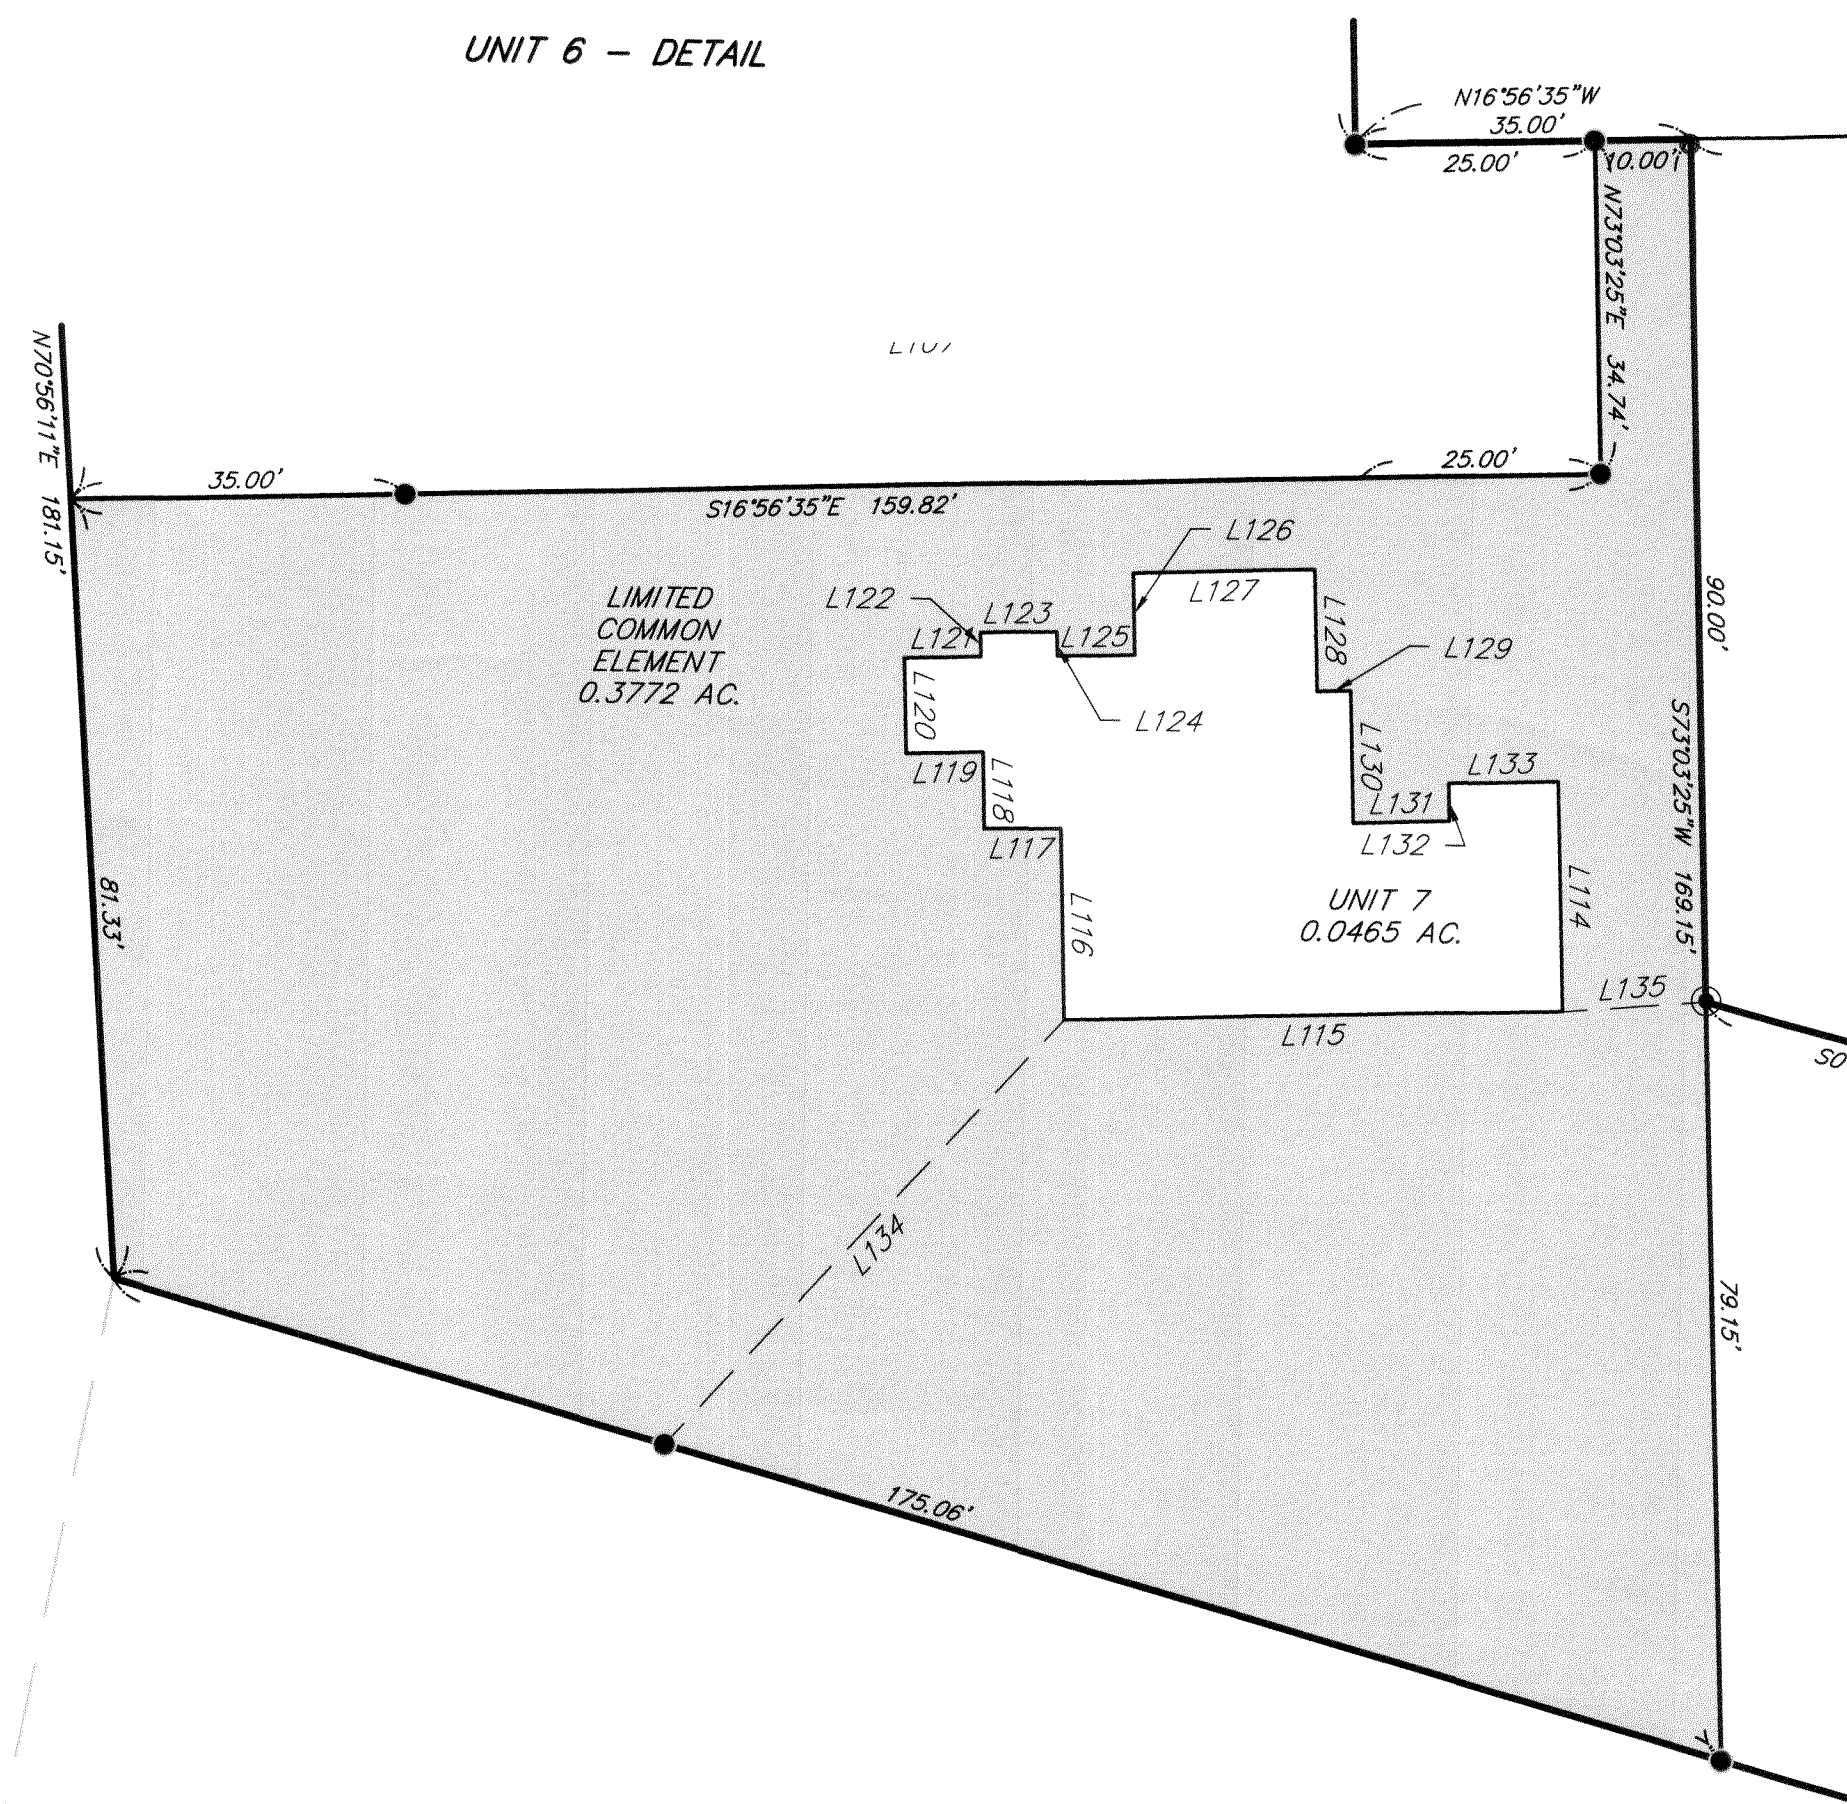 UNIT 6 - DETAIL
N16°56'35"W
35.00'
25.00'
10.00'
N73°03'25"E 34.74'
N70°56'11"E 181.15'
35.00'
25.00'
S16°56'35"E 159.82'
L126
LIMITED
COMMON
ELEMENT
0.3772 AC.
L122
L123
L127
L121
L125
L128
L129
90.00'
L120
L124
S73°03'25"W 169.15'
L119
L118
L130
L133
L131
L117
L132
81.33'
L116
UNIT 7
0.0465 AC.
L114
L135
L115
L134
79.15'
175.06'